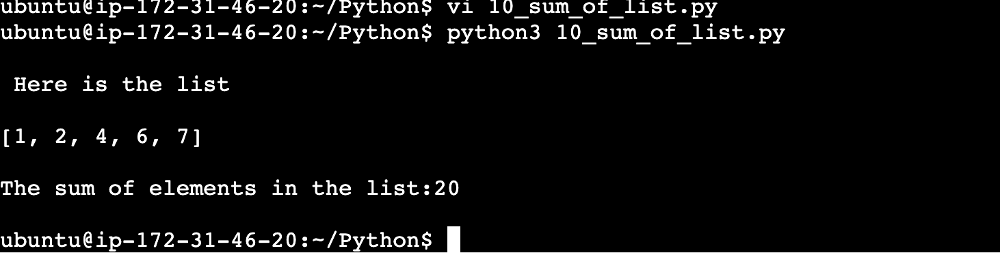 ubuntu@ip-172-31-46-20:~/Python$ vi 10_sum_of_list.py
ubuntu@ip-172-31-46-20:~/Python$ python3 10_sum_of_list.py
Here is the list
[1, 2, 4, 6, 7]
The sum of elements in the list:20
ubuntu@ip-172-31-46-20:~/Python$